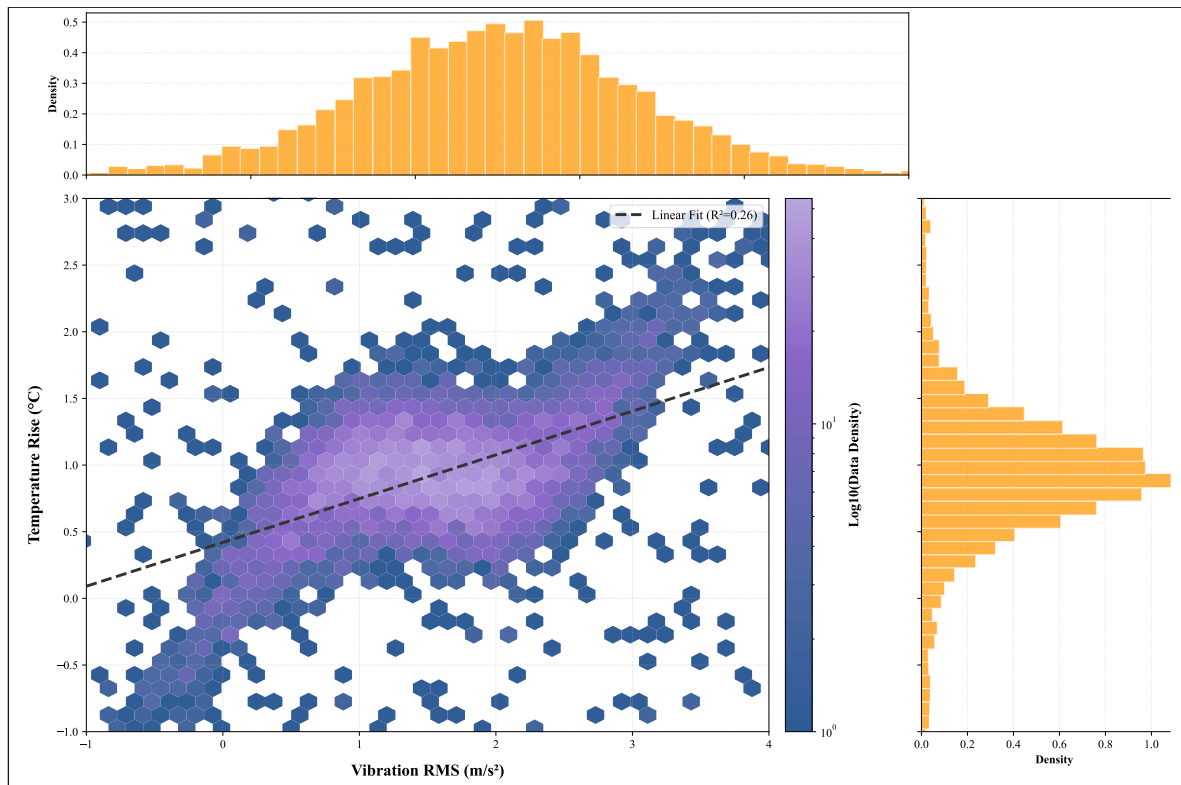 0.5
0.4
0.3
0.2
0.1
0.0
Density
3.0
2.5
2.0
1.5
1.0
0.5
0.0
−0.5
−1.0
Temperature Rise (°C)
Linear Fit (R²=0.26)
−1 0 1 2 3 4
Vibration RMS (m/s²)
10¹
10⁰
Log10(Data Density)
0.0 0.2 0.4 0.6 0.8 1.0
Density